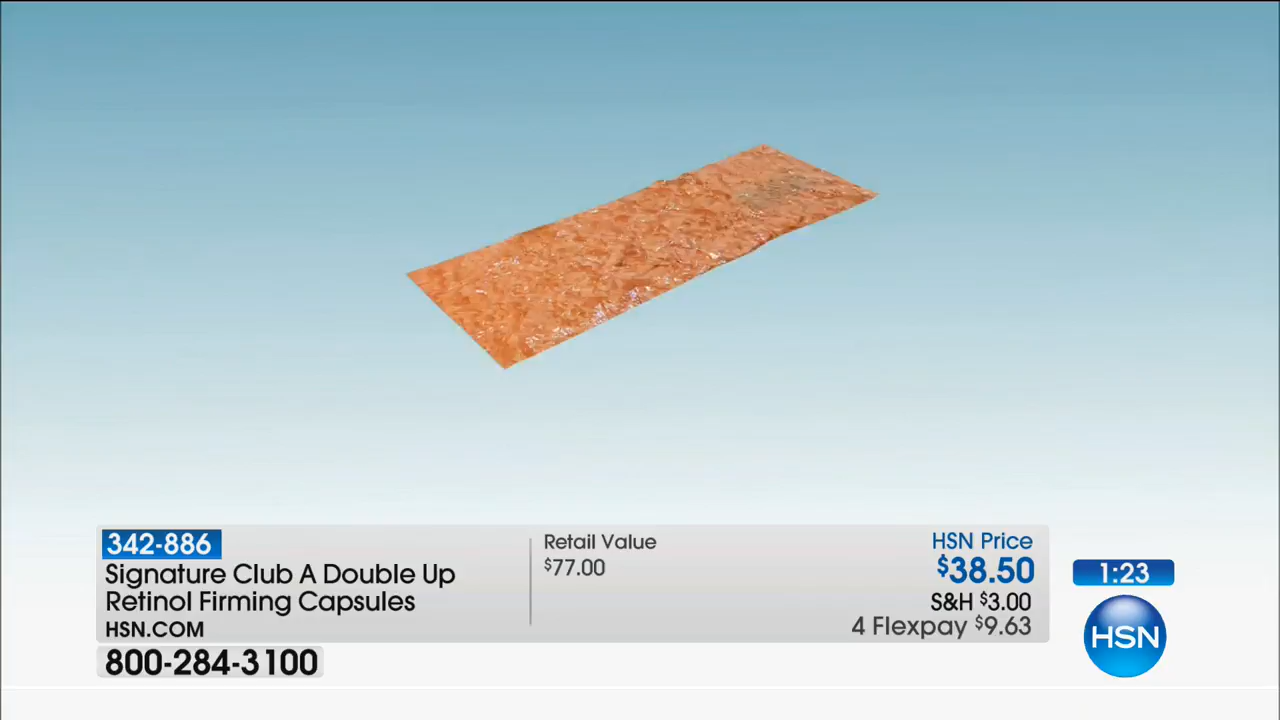 342-886
Signature Club A Double Up
Retinol Firming Capsules
HSN.COM
800-284-3100
Retail Value
$77.00
HSN Price
$38.50
S&H $3.00
4 Flexpay $9.63
1:23
HSN